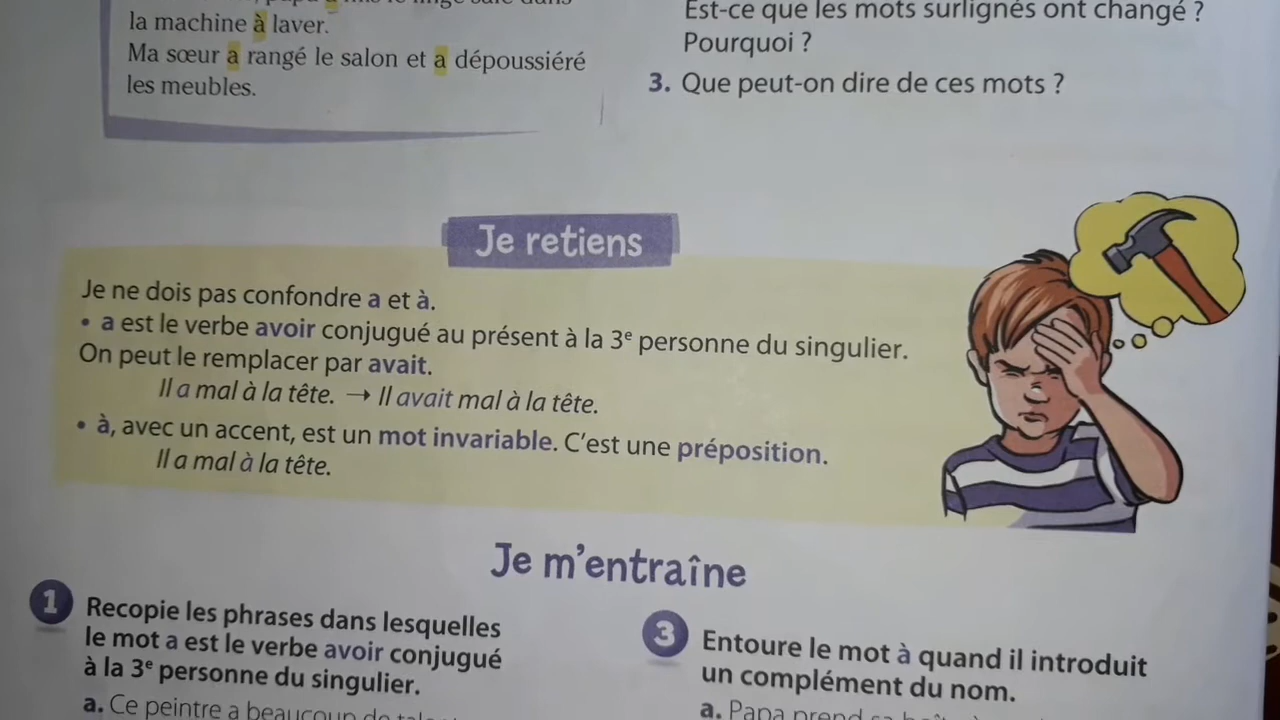 la machine à laver.
Ma sœur a rangé le salon et a dépoussiéré
les meubles.
Est-ce que les mots surlignés ont changé ?
Pourquoi ?
3. Que peut-on dire de ces mots ?
Je retiens
Je ne dois pas confondre a et à.
• a est le verbe avoir conjugué au présent à la 3e personne du singulier.
On peut le remplacer par avait.
Il a mal à la tête. → Il avait mal à la tête.
• à, avec un accent, est un mot invariable. C'est une préposition.
Il a mal à la tête.
Je m'entraîne
1 Recopie les phrases dans lesquelles
le mot a est le verbe avoir conjugué
à la 3e personne du singulier.
a. Ce peintre a beaucoup de
3 Entoure le mot à quand il introduit
un complément du nom.
a. Papa prend sa